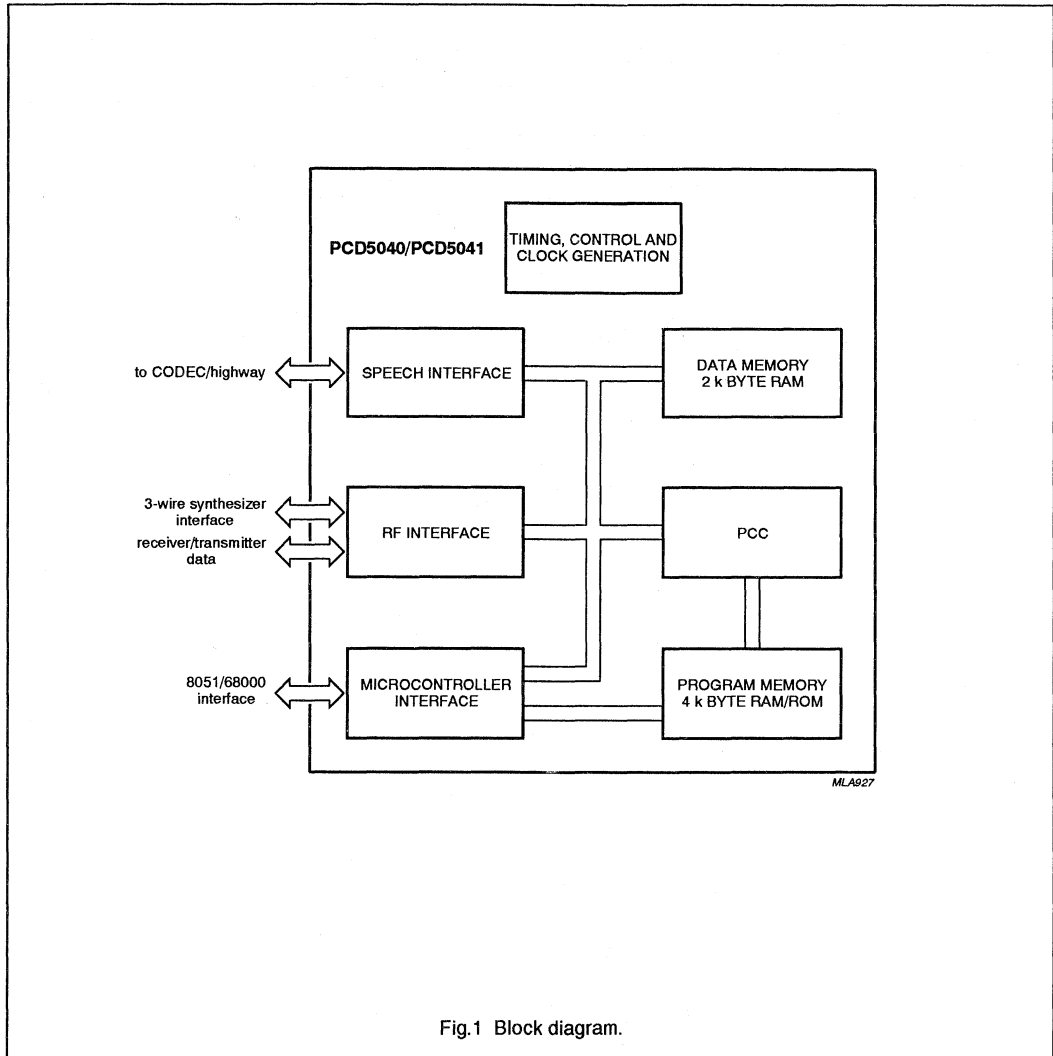 PCD5040/PCD5041
TIMING, CONTROL AND
CLOCK GENERATION
to CODEC/highway
SPEECH INTERFACE
DATA MEMORY
2 k BYTE RAM
3-wire synthesizer
interface
receiver/transmitter
data
RF INTERFACE
PCC
8051/68000
interface
MICROCONTROLLER
INTERFACE
PROGRAM MEMORY
4 k BYTE RAM/ROM
MLA927
Fig.1 Block diagram.